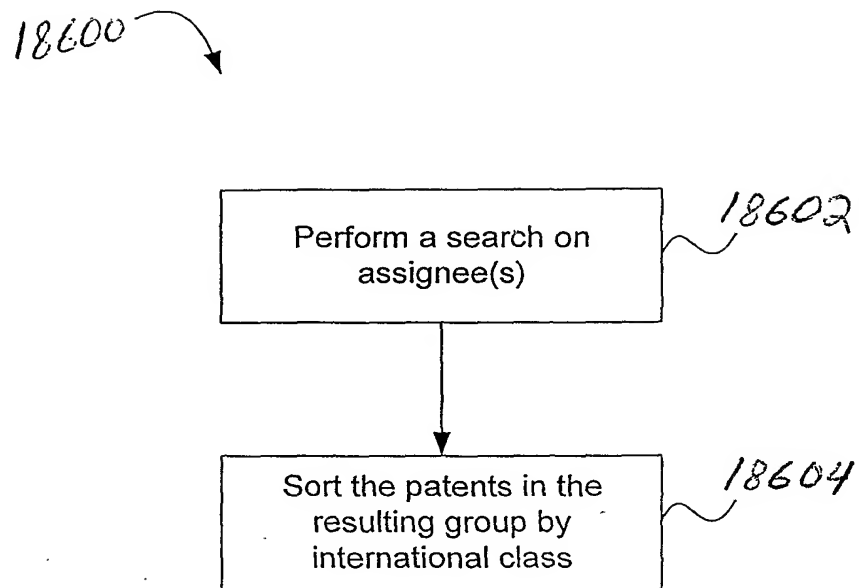 18600
18602
Perform a search on
assignee(s)
18604
Sort the patents in the
resulting group by
international class